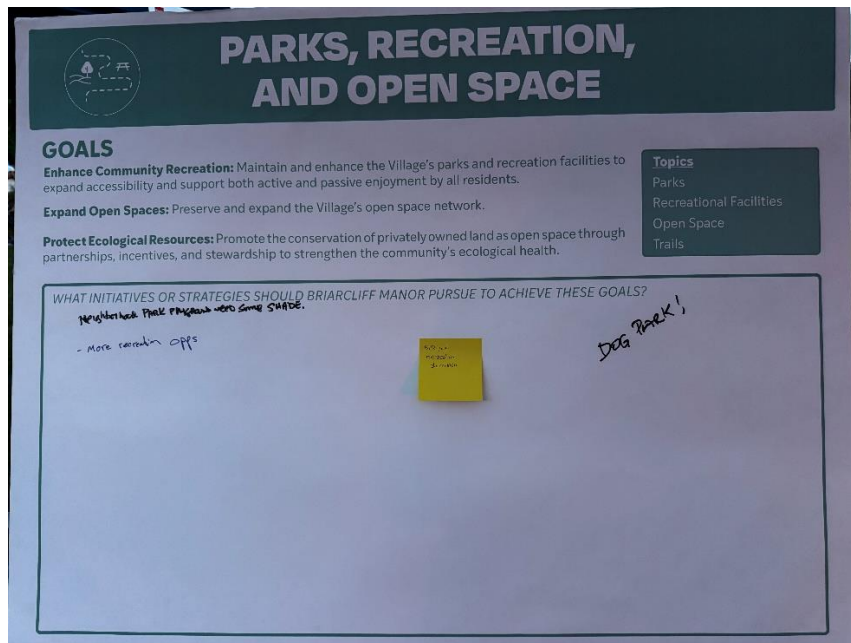 PARKS, RECREATION,
AND OPEN SPACE
GOALS
Enhance Community Recreation: Maintain and enhance the Village's parks and recreation facilities to
expand accessibility and support both active and passive enjoyment by all residents.
Expand Open Spaces: Preserve and expand the Village's open space network.
Protect Ecological Resources: Promote the conservation of privately owned land as open space through
partnerships, incentives, and stewardship to strengthen the community's ecological health.
Topics
Parks
Recreational Facilities
Open Space
Trails
WHAT INITIATIVES OR STRATEGIES SHOULD BRIARCLIFF MANOR PURSUE TO ACHIEVE THESE GOALS?
Neighborhook Park SOME SHADE.
- More opps
DOG PARK!